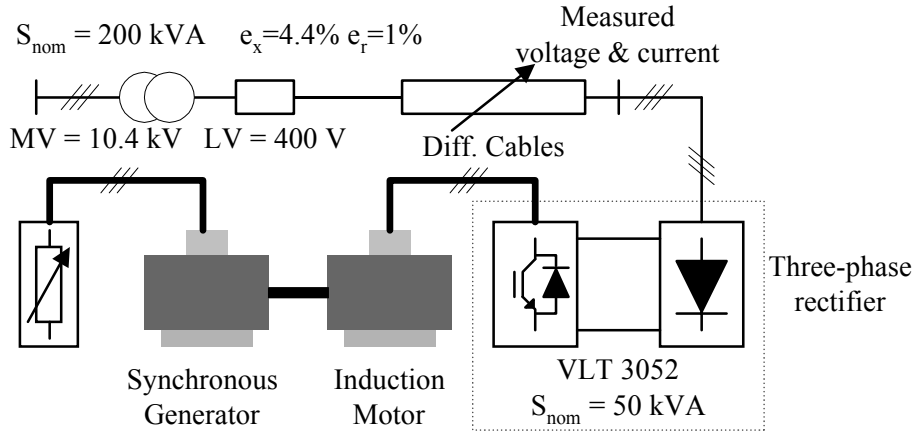 Measured
voltage & current
S_nom = 200 kVA e_x=4.4% e_r=1%
MV = 10.4 kV LV = 400 V
Diff. Cables
Three-phase
rectifier
Synchronous
Generator
Induction
Motor
VLT 3052
S_nom = 50 kVA